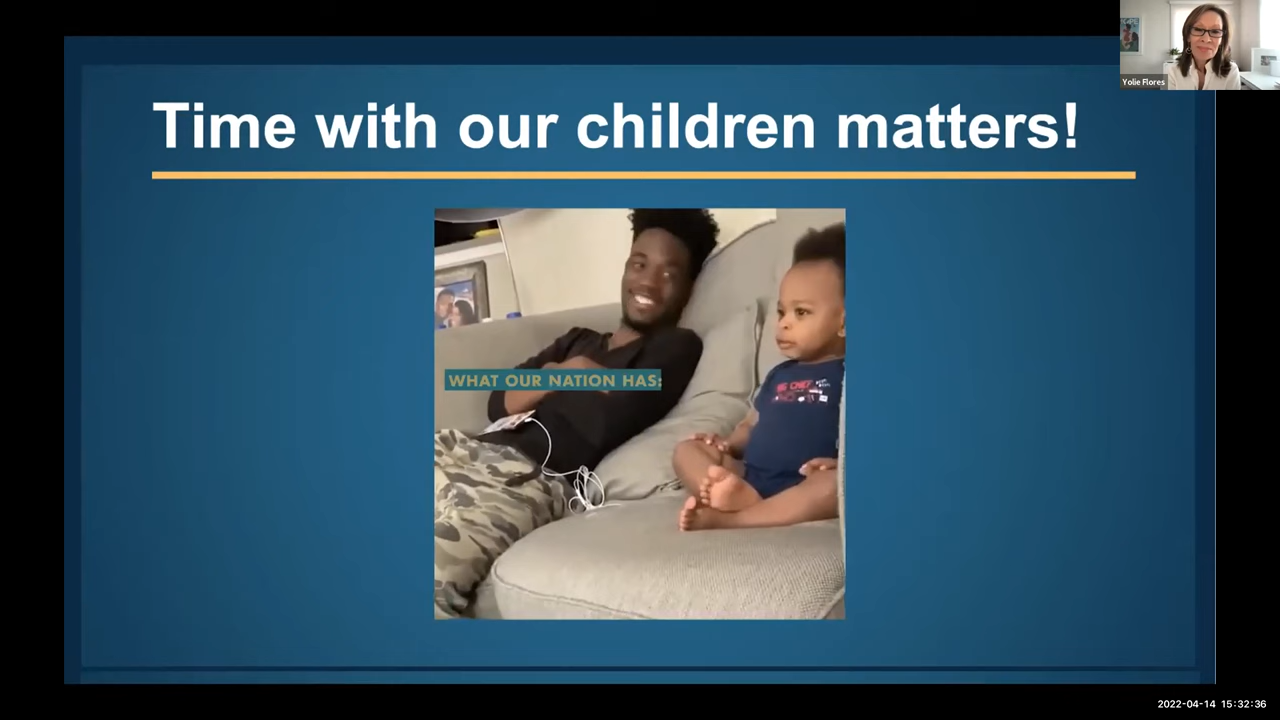 Time with our children matters!
WHAT OUR NATION HAS:
Yolie Flores
2022-04-14 15:32:36